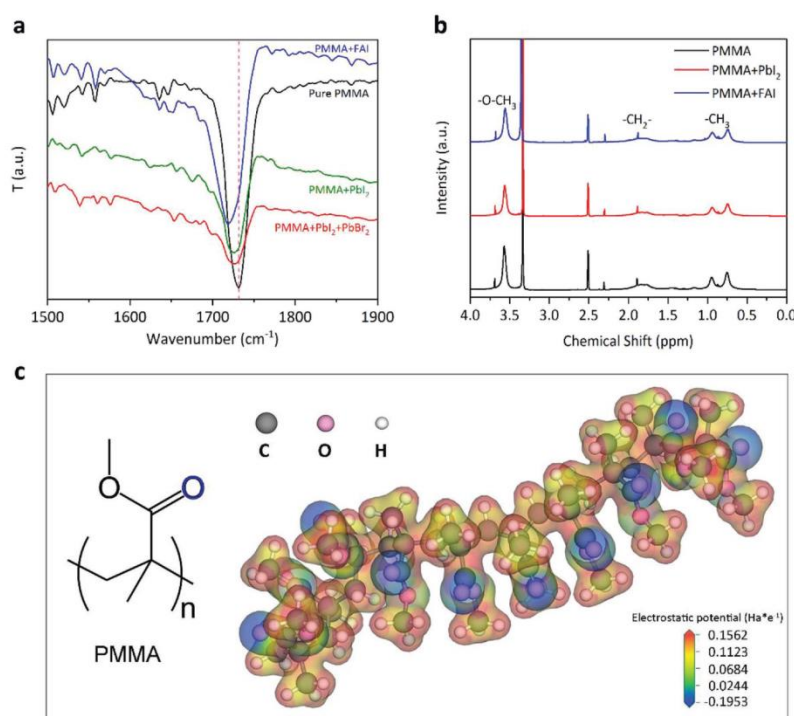 a
PMMA+FAI
Pure PMMA
PMMA+PbI₂
PMMA+PbI₂+PbBr₂
T (a.u.)
1500 1600 1700 1800 1900
Wavenumber (cm⁻¹)
b
PMMA
PMMA+PbI₂
PMMA+FAI
-O-CH₃
-CH₂-
-CH₃
Intensity (a.u.)
4.0 3.5 3.0 2.5 2.0 1.5 1.0 0.5 0.0
Chemical Shift (ppm)
c
O
O
n
PMMA
C O H
Electrostatic potential (Ha*e⁻¹)
0.1562
0.1123
0.0684
0.0244
-0.1953